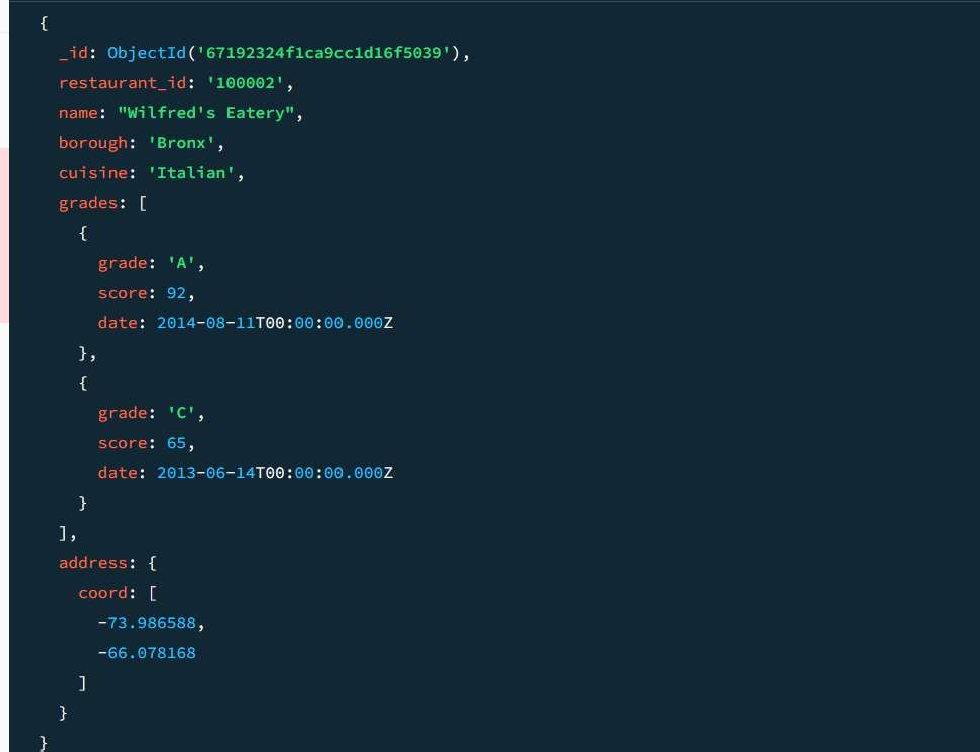 {
_id: ObjectId('67192324f1ca9cc1d16f5039'),
restaurant_id: '100002',
name: "Wilfred's Eatery",
borough: 'Bronx',
cuisine: 'Italian',
grades: [
{
grade: 'A',
score: 92,
date: 2014-08-11T00:00:00.000Z
},
{
grade: 'C',
score: 65,
date: 2013-06-14T00:00:00.000Z
}
],
address: {
coord: [
-73.986588,
-66.078168
]
}
}